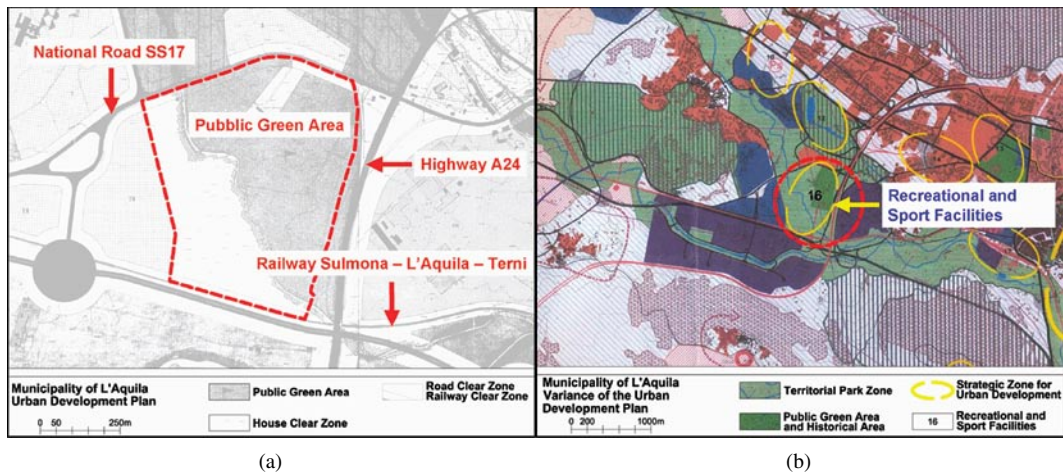 National Road SS17
Pubblic Green Area
Highway A24
Railway Sulmona – L'Aquila – Terni
Municipality of L'Aquila
Urban Development Plan
0 50 250m
Public Green Area
House Clear Zone
Road Clear Zone
Railway Clear Zone
(a)
16
Recreational and
Sport Facilities
Municipality of L'Aquila
Variance of the Urban
Development Plan
0 200 1000m
Territorial Park Zone
Public Green Area
and Historical Area
Strategic Zone for
Urban Development
16
Recreational and
Sport Facilities
(b)